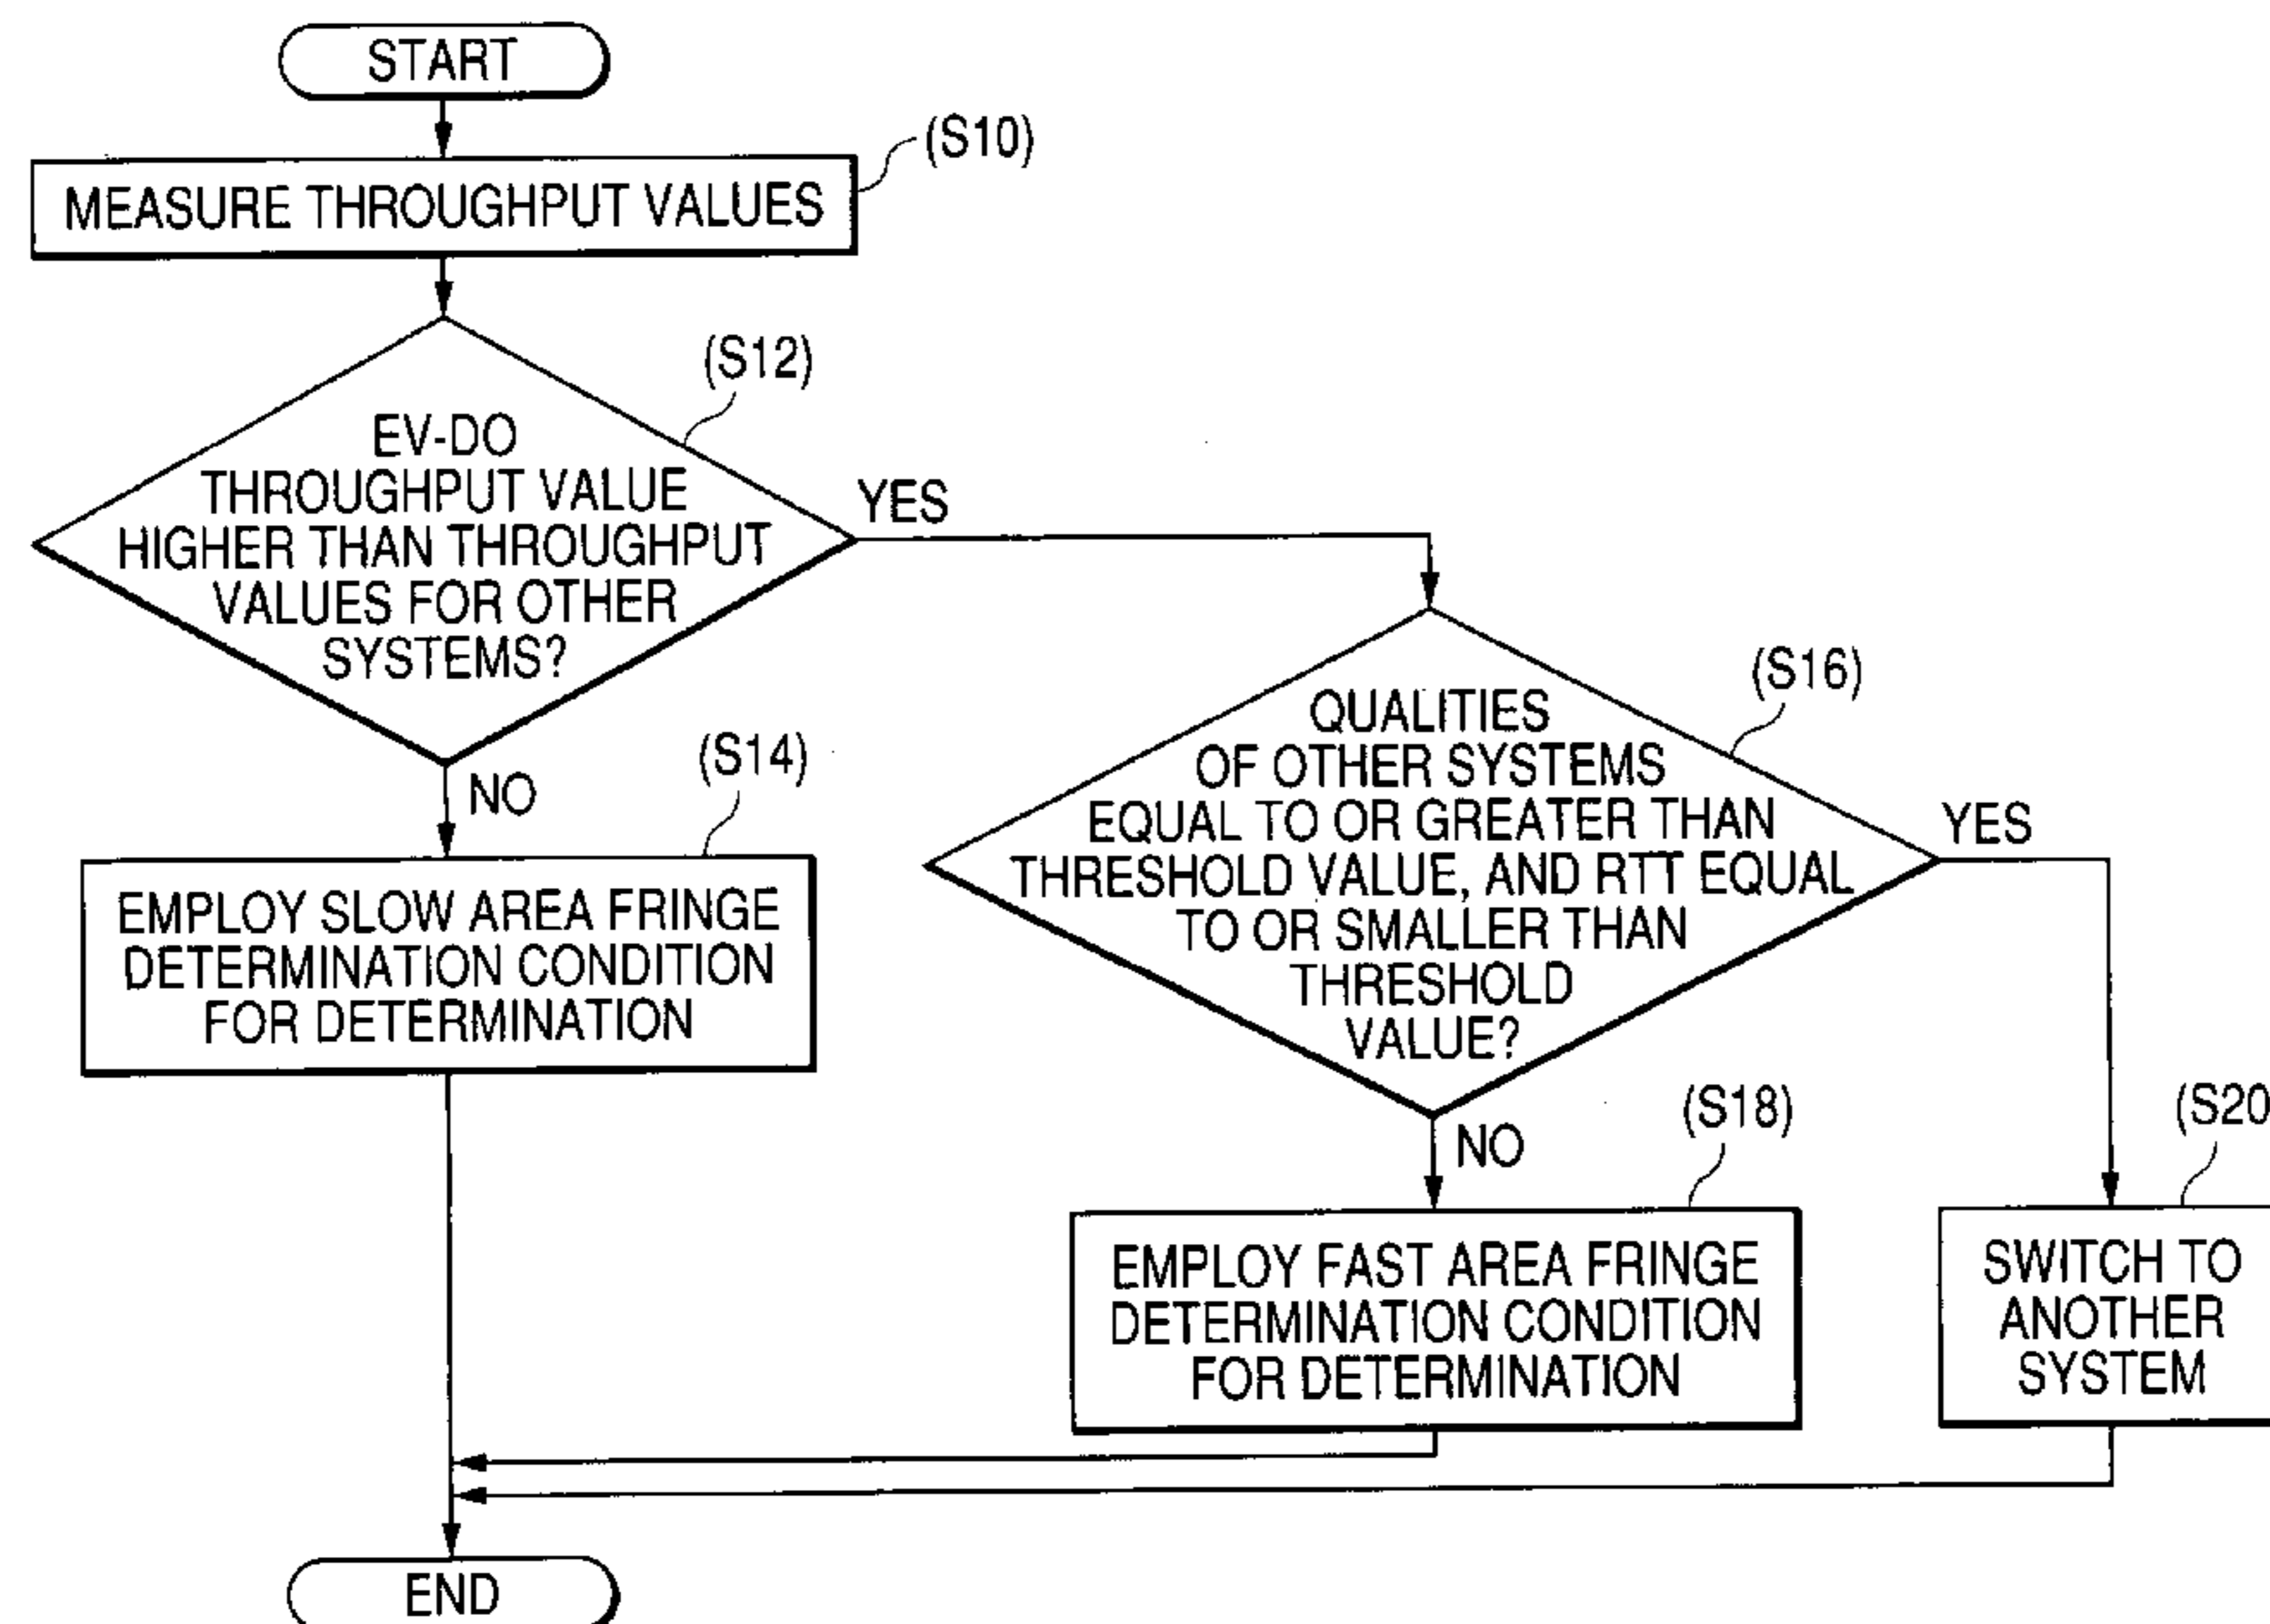 START
(S10)
MEASURE THROUGHPUT VALUES
(S12)
EV-DO
THROUGHPUT VALUE
HIGHER THAN THROUGHPUT
VALUES FOR OTHER
SYSTEMS?
YES
NO
(S14)
EMPLOY SLOW AREA FRINGE
DETERMINATION CONDITION
FOR DETERMINATION
(S16)
QUALITIES
OF OTHER SYSTEMS
EQUAL TO OR GREATER THAN
THRESHOLD VALUE, AND RTT EQUAL
TO OR SMALLER THAN
THRESHOLD
VALUE?
YES
NO
(S18)
EMPLOY FAST AREA FRINGE
DETERMINATION CONDITION
FOR DETERMINATION
(S20
SWITCH TO
ANOTHER
SYSTEM
END